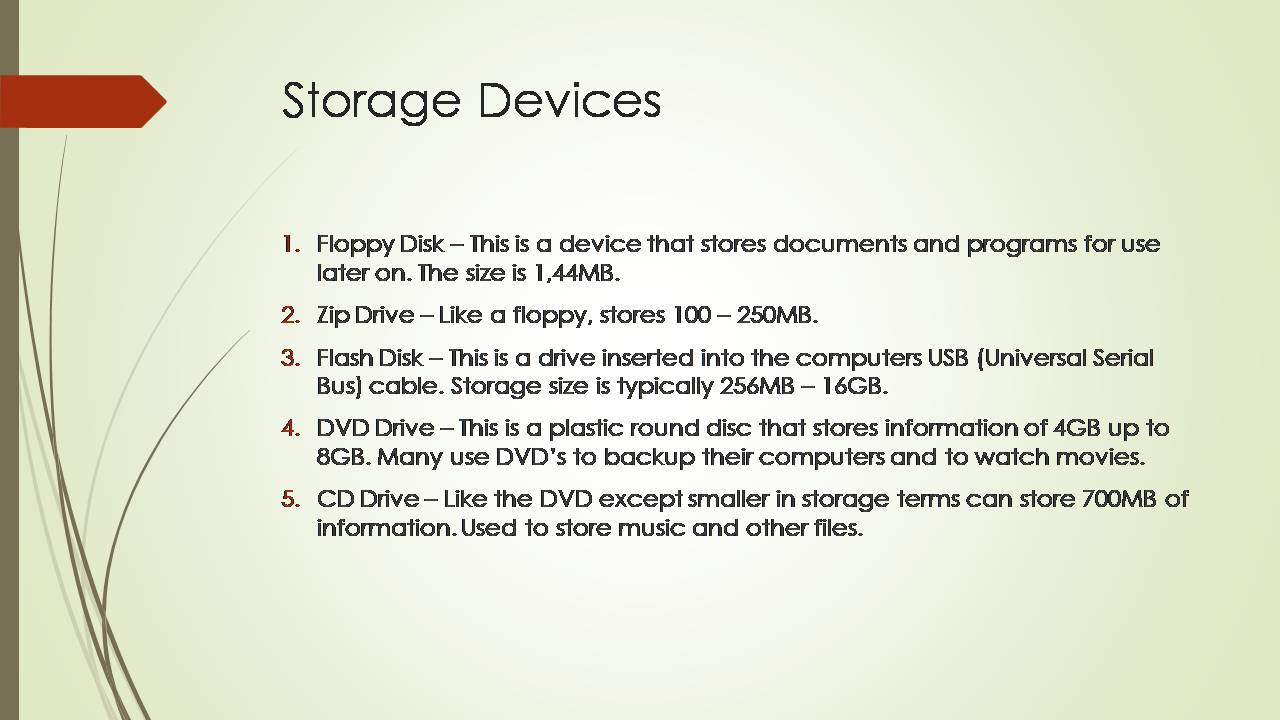 Storage Devices
1. Floppy Disk – This is a device that stores documents and programs for use
later on. The size is 1,44MB.
2. Zip Drive – Like a floppy, stores 100 – 250MB.
3. Flash Disk – This is a drive inserted into the computers USB (Universal Serial
Bus) cable. Storage size is typically 256MB – 16GB.
4. DVD Drive – This is a plastic round disc that stores information of 4GB up to
8GB. Many use DVD's to backup their computers and to watch movies.
5. CD Drive – Like the DVD except smaller in storage terms can store 700MB of
information. Used to store music and other files.